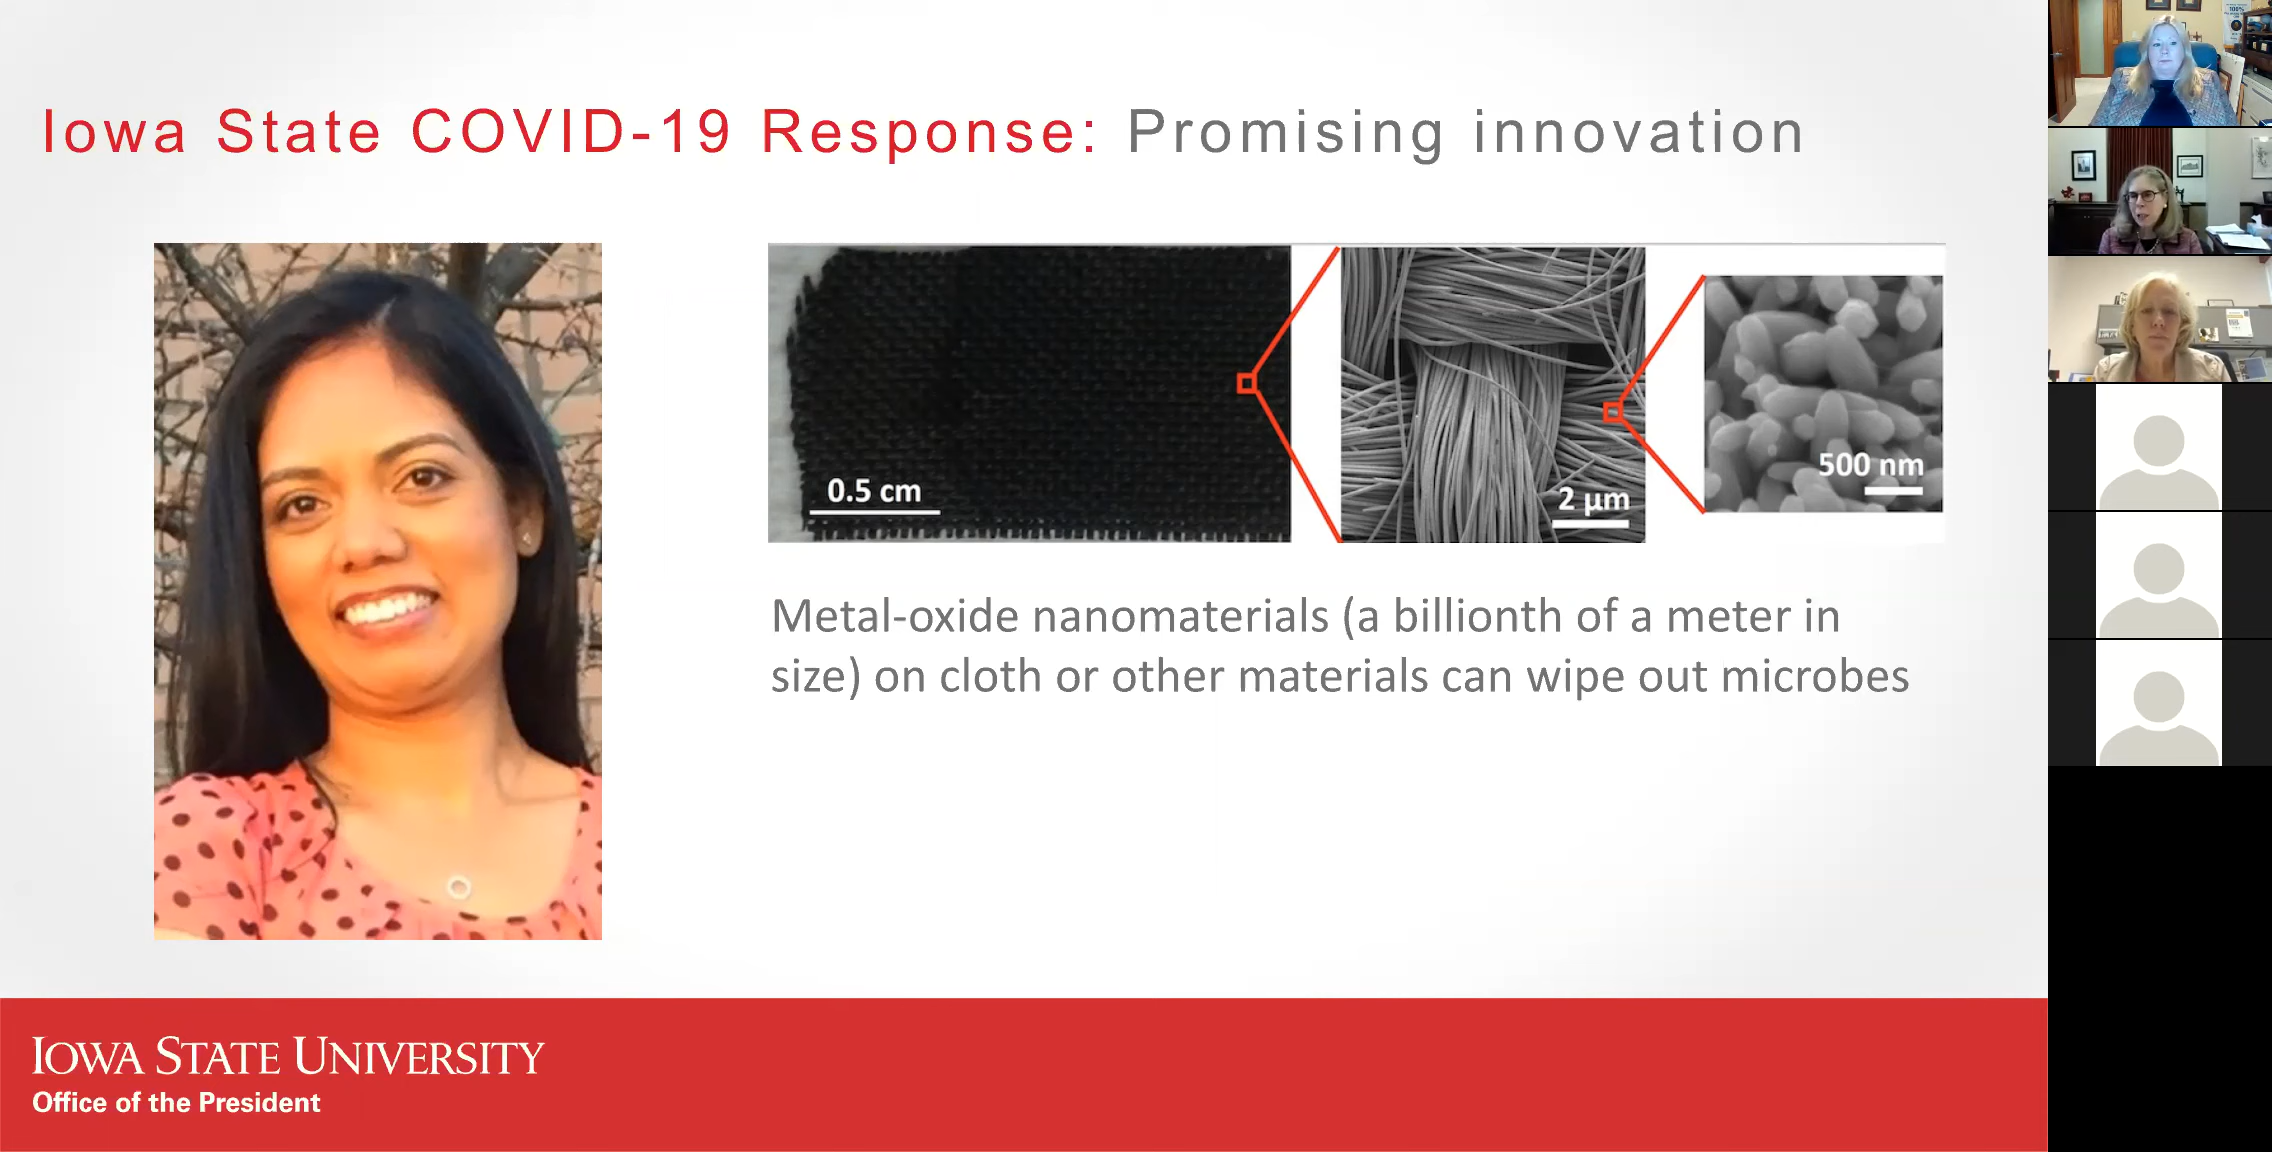 Iowa State COVID-19 Response: Promising innovation
0.5 cm
2 µm
500 nm
Metal-oxide nanomaterials (a billionth of a meter in
size) on cloth or other materials can wipe out microbes
IOWA STATE UNIVERSITY
Office of the President
100%